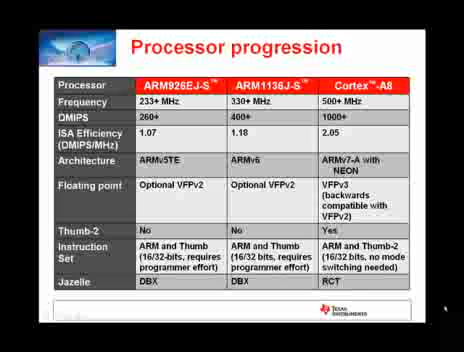 Processor progression
Processor ARM926EJ-S™ ARM1136J-S™ Cortex™-A8
Frequency 233+ MHz 330+ MHz 500+ MHz
DMIPS 260+ 400+ 1000+
ISA Efficiency (DMIPS/MHz) 1.07 1.18 2.05
Architecture ARMv5TE ARMv6 ARMv7-A with NEON
Floating point Optional VFPv2 Optional VFPv2 VFPv3 (backwards compatible with VFPv2)
Thumb-2 No No Yes
Instruction Set ARM and Thumb (16/32-bits, requires programmer effort) ARM and Thumb (16/32-bits, requires programmer effort) ARM and Thumb-2 (16/32-bits, no mode switching needed)
Jazelle DBX DBX RCT
TEXAS INSTRUMENTS